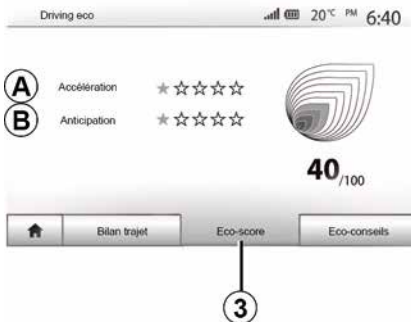 Driving eco 20°C PM 6:40
A Accélération
B Anticipation
40/100
Bilan trajet Eco-score Eco-conseils
3